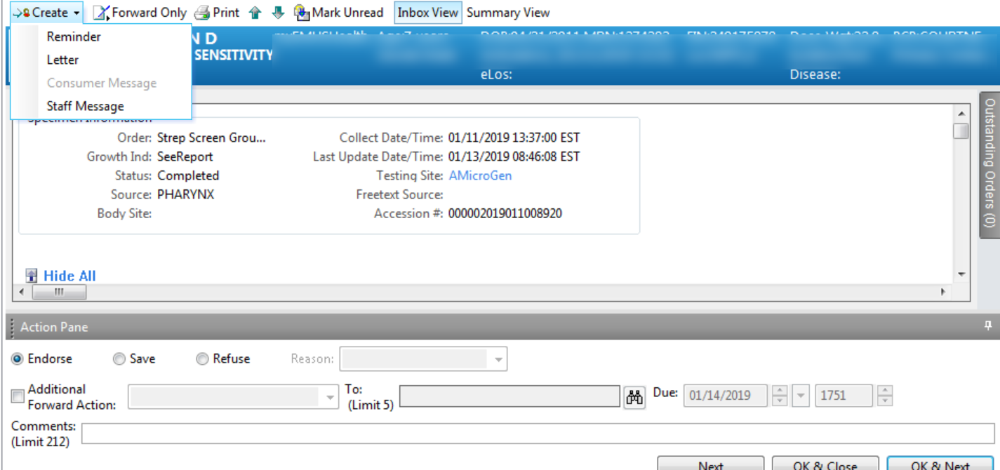 Create Forward Only Print Mark Unread Inbox View Summary View
Reminder
N D
Letter
SENSITIVITY
eLos: Disease:
Consumer Message
Staff Message
Specimen Information
Order: Strep Screen Grou... Collect Date/Time: 01/11/2019 13:37:00 EST
Growth Ind: SeeReport Last Update Date/Time: 01/13/2019 08:46:08 EST
Status: Completed Testing Site: AMicroGen
Source: PHARYNX Freetext Source:
Body Site: Accession #: 000002019011008920
Outstanding Orders (0)
Hide All
Action Pane
Endorse Save Refuse Reason:
Additional Forward Action: To: (Limit 5) Due: 01/14/2019 1751
Comments: (Limit 212)
Next OK & Close OK & Next